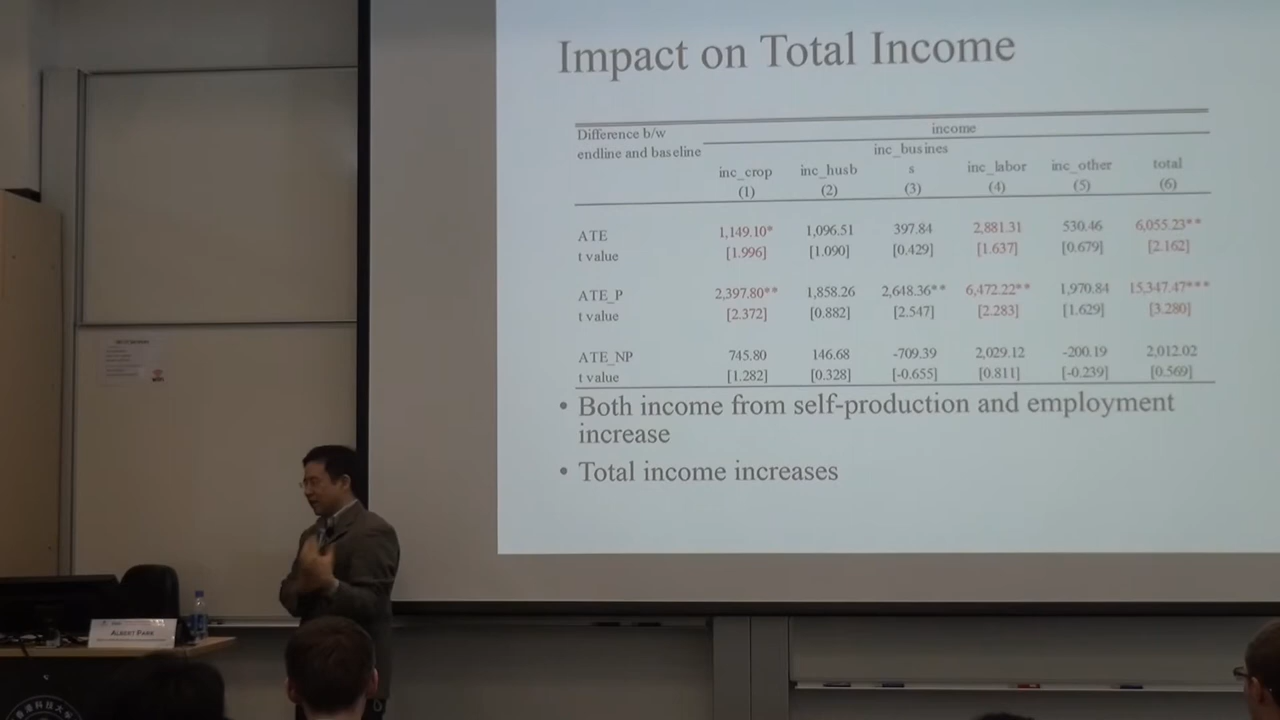 Impact on Total Income
Difference b/w
endline and baseline
income
inc_crop
(1)
inc_husb
(2)
inc_busines
s
(3)
inc_labor
(4)
inc_other
(5)
total
(6)
ATE 1,149.10* 1,096.51 397.84 2,881.31 530.46 6,055.23**
t value [1.996] [1.090] [0.429] [1.637] [0.679] [2.162]
ATE_P 2,397.80** 1,858.26 2,648.36** 6,472.22** 1,970.84 15,347.47***
t value [2.372] [0.882] [2.547] [2.283] [1.629] [3.280]
ATE_NP 745.80 146.68 -709.39 2,029.12 -200.19 2,012.02
t value [1.282] [0.328] [-0.655] [0.811] [-0.239] [0.569]
• Both income from self-production and employment
increase
• Total income increases
ALBERT PARK
香港科技大學